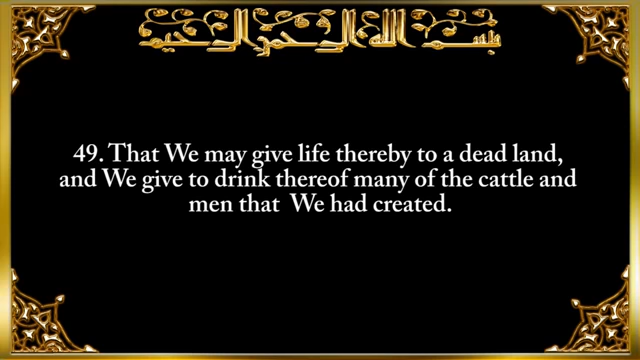 بسم الله الرحمن الرحيم
49. That We may give life thereby to a dead land,
and We give to drink thereof many of the cattle and
men that  We had created.